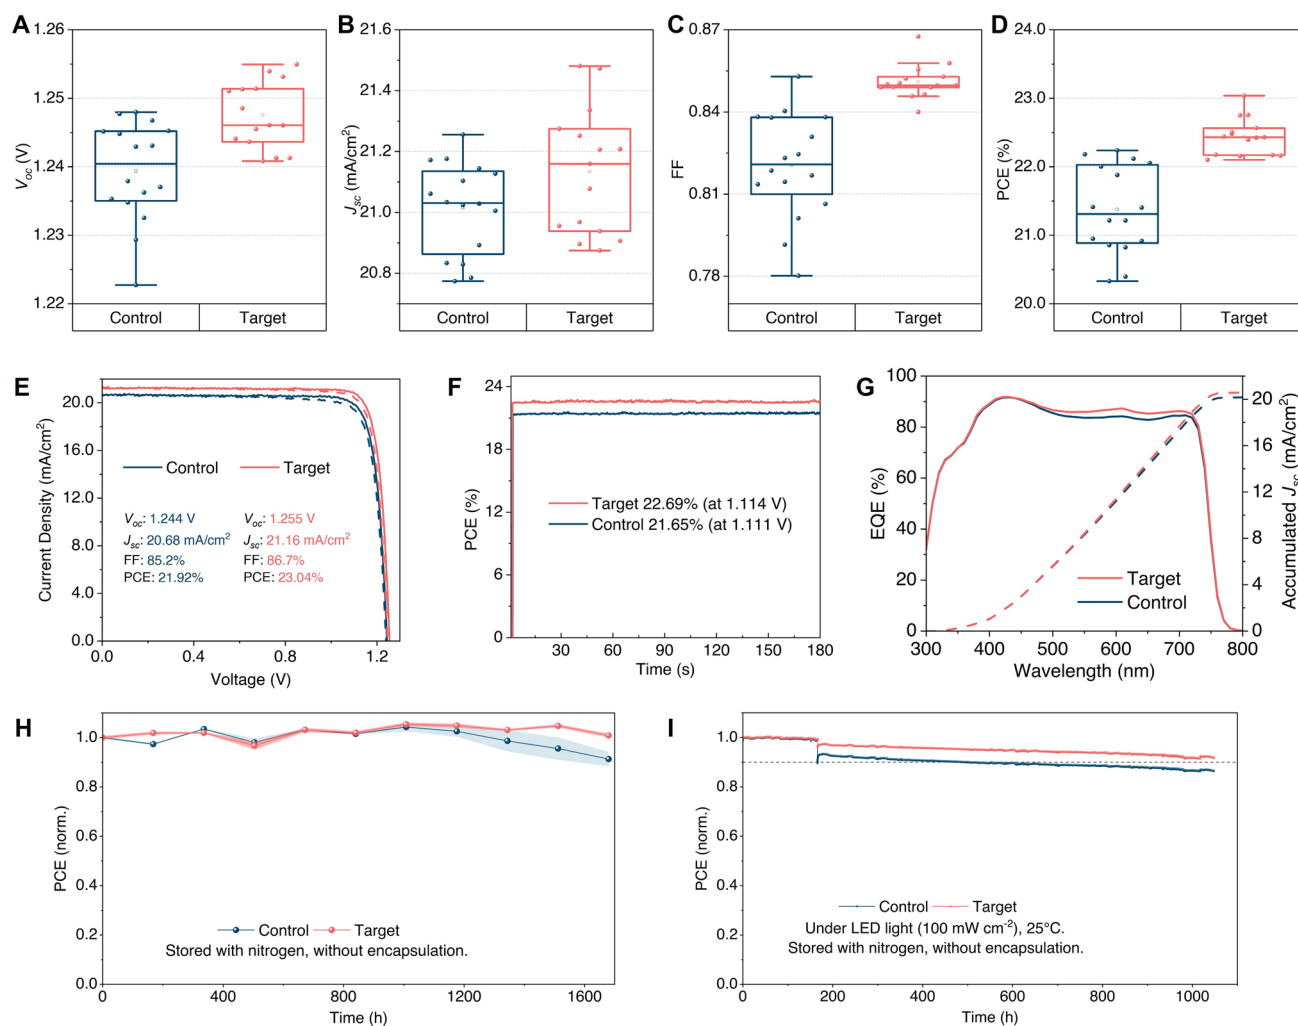 A
1.26
1.25
1.24
1.23
1.22
Voc (V)
Control
Target
B
21.6
21.4
21.2
21.0
20.8
Jsc (mA/cm²)
Control
Target
C
0.87
0.84
0.81
0.78
FF
Control
Target
D
24.0
23.0
22.0
21.0
20.0
PCE (%)
Control
Target
E
20.0
16.0
12.0
8.0
4.0
0.0
Current Density (mA/cm²)
Control
Target
Voc: 1.244 V
Jsc: 20.68 mA/cm²
FF: 85.2%
PCE: 21.92%
Voc: 1.255 V
Jsc: 21.16 mA/cm²
FF: 86.7%
PCE: 23.04%
0.0 0.4 0.8 1.2
Voltage (V)
F
24
18
12
6
0
PCE (%)
Target 22.69% (at 1.114 V)
Control 21.65% (at 1.111 V)
30 60 90 120 150 180
Time (s)
G
100
80
60
40
20
0
EQE (%)
Target
Control
20
16
12
8
4
0
Accumulated Jsc (mA/cm²)
300 400 500 600 700 800
Wavelength (nm)
H
1.0
0.8
0.6
0.4
0.2
0.0
PCE (norm.)
Control Target
Stored with nitrogen, without encapsulation.
0 400 800 1200 1600
Time (h)
I
1.0
0.8
0.6
0.4
0.2
0.0
PCE (norm.)
Control Target
Under LED light (100 mW cm⁻²), 25°C.
Stored with nitrogen, without encapsulation.
0 200 400 600 800 1000
Time (h)